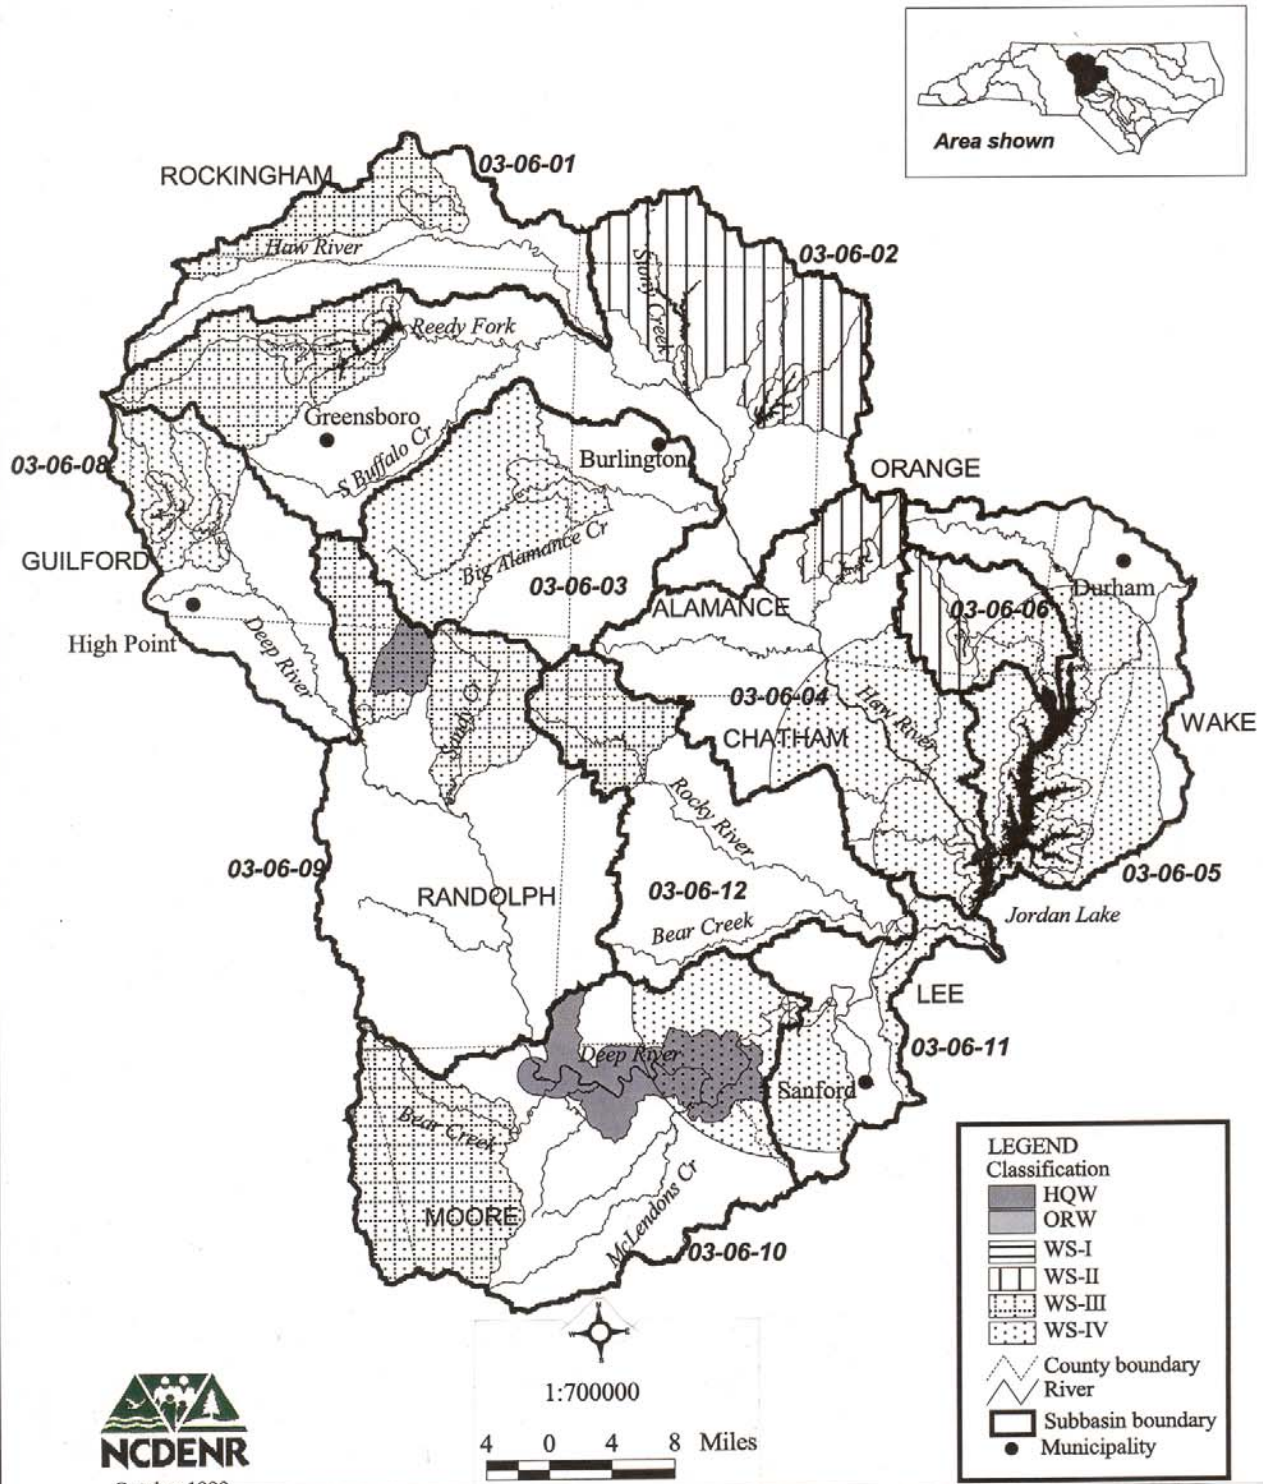 Area shown
ROCKINGHAM
03-06-01
Haw River
Stony Creek
03-06-02
Reedy Fork
Greensboro
S Buffalo Cr
Burlington
03-06-08
ORANGE
GUILFORD
Big Alamance Cr
03-06-03
ALAMANCE
Durham
03-06-06
High Point
Deep River
Sandy Cr
03-06-04
Haw River
CHATHAM
WAKE
Rocky River
03-06-09
RANDOLPH
03-06-12
Bear Creek
03-06-05
Jordan Lake
LEE
03-06-11
Deep River
Sanford
Bear Creek
MOORE
McLendons Cr
03-06-10
LEGEND
Classification
HQW
ORW
WS-I
WS-II
WS-III
WS-IV
County boundary
River
Subbasin boundary
Municipality
N
W E
S
1:700000
4 0 4 8 Miles
NCDENR